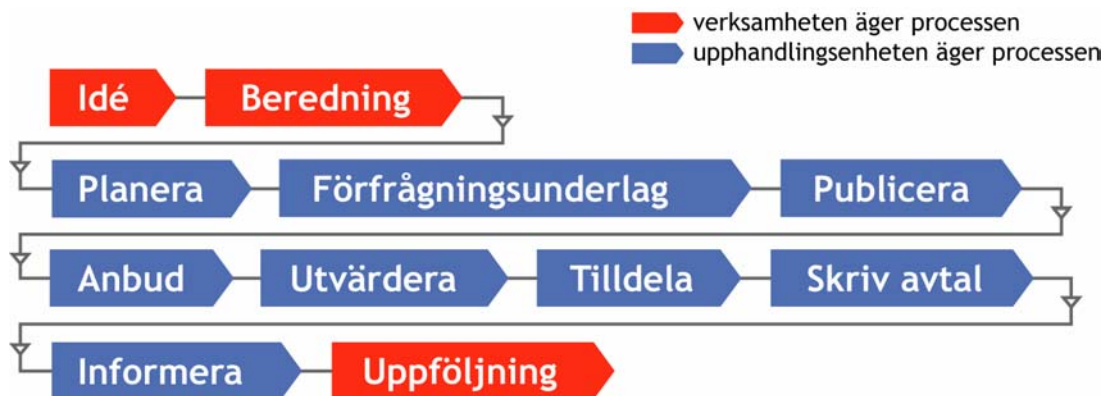 verksamheten äger processen
upphandlingsenheten äger processen
Idé Beredning
Planera Förfrågningsunderlag Publicera
Anbud Utvärdera Tilldela Skriv avtal
Informera Uppföljning